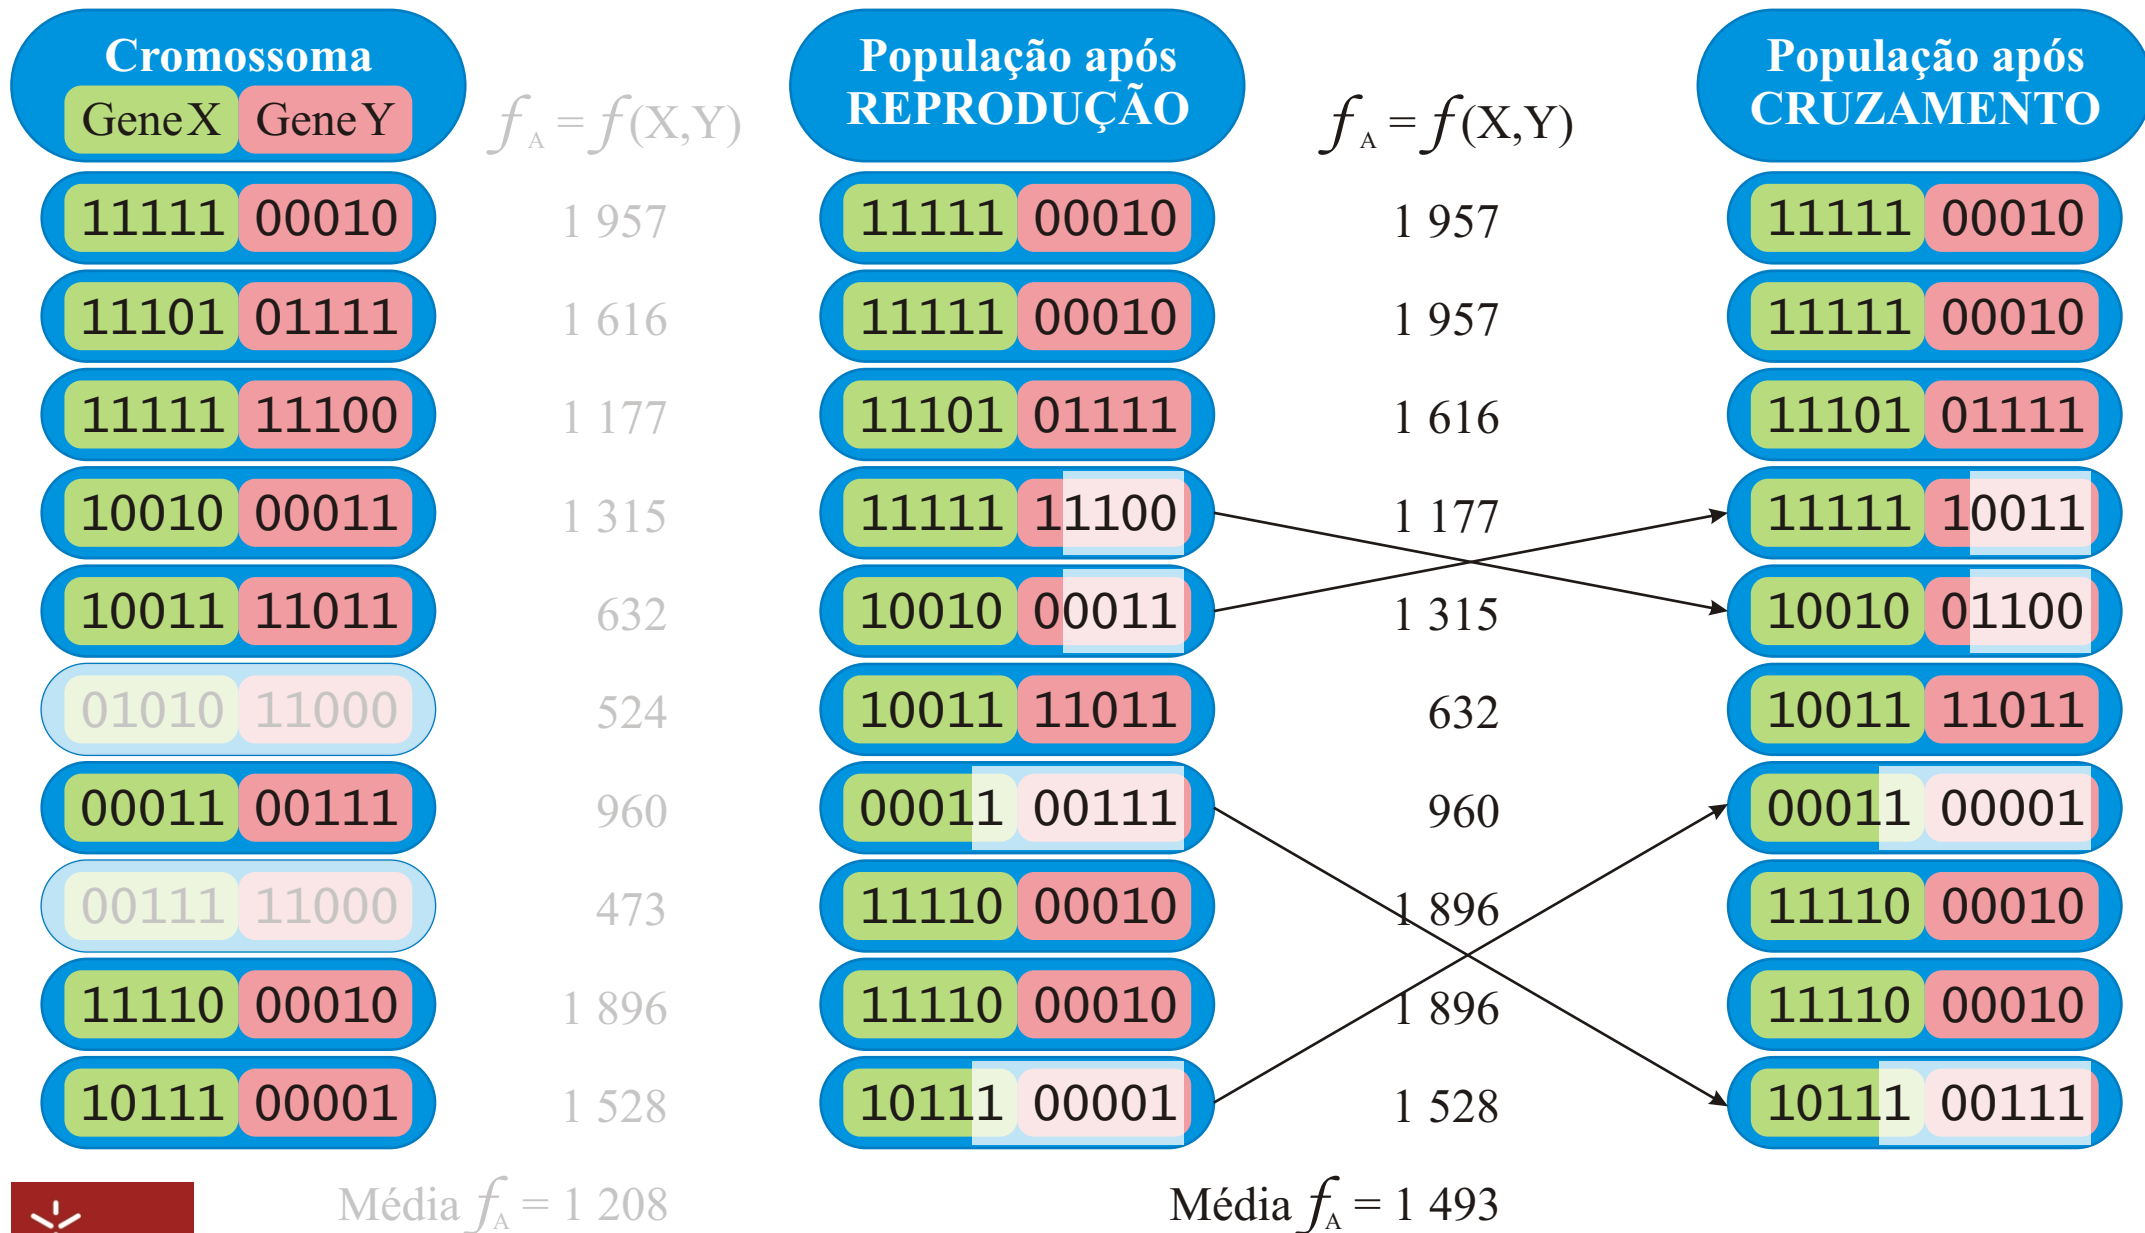 Cromossoma População após População após
Gene X Gene Y fA = f(X,Y) REPRODUÇÃO fA = f(X,Y) CRUZAMENTO
11111 00010 1 957 11111 00010 1 957 11111 00010
11101 01111 1 616 11111 00010 1 957 11111 00010
11111 11100 1 177 11101 01111 1 616 11101 01111
10010 00011 1 315 11111 11100 1 177 11111 10011
10011 11011 632 10010 00011 1 315 10010 01100
01010 11000 524 10011 11011 632 10011 11011
00011 00111 960 00011 00111 960 00011 00001
00111 11000 473 11110 00010 1 896 11110 00010
11110 00010 1 896 11110 00010 1 896 11110 00010
10111 00001 1 528 10111 00001 1 528 10111 00111
Média fA = 1 208 Média fA = 1 493